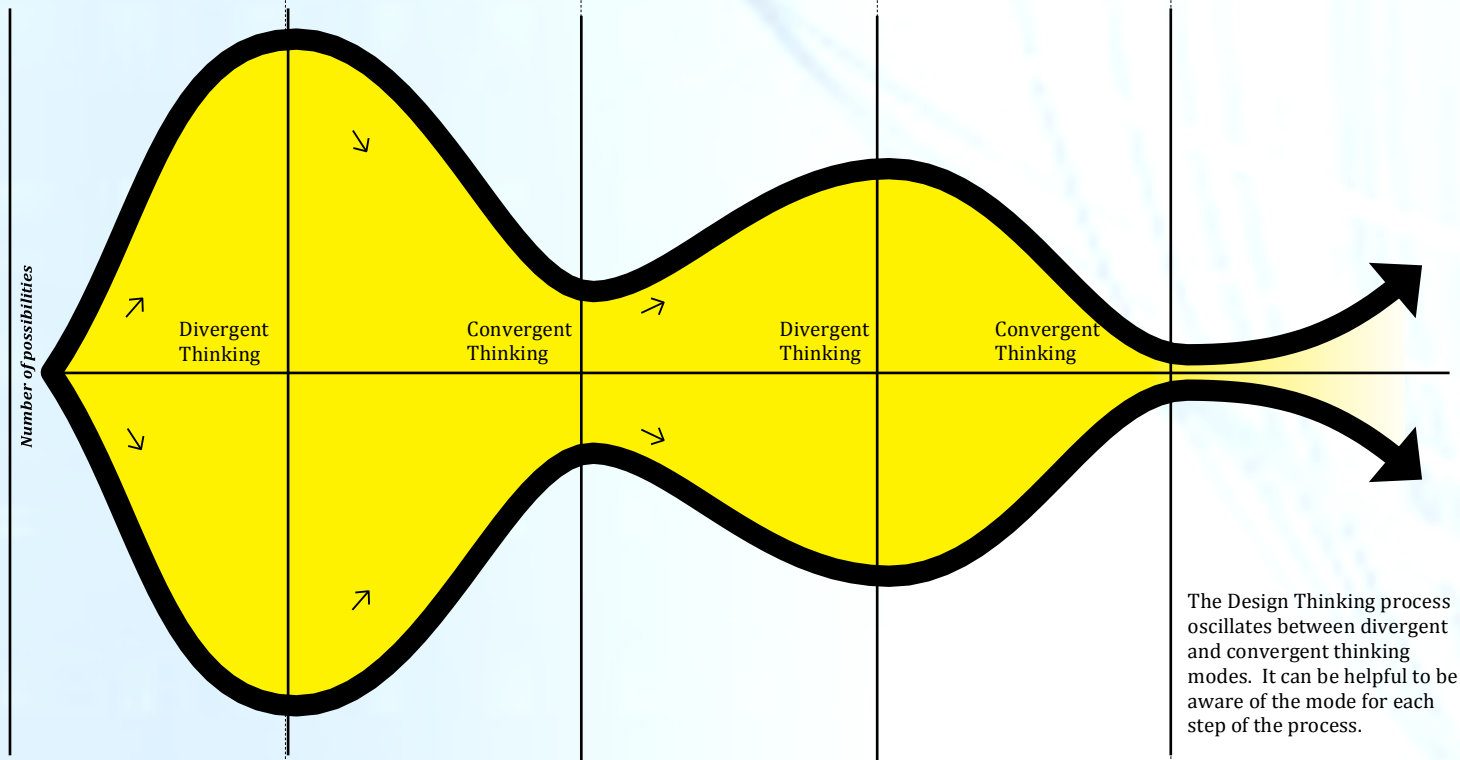 Number of possibilities
Divergent
Thinking
Convergent
Thinking
Divergent
Thinking
Convergent
Thinking
The Design Thinking process
oscillates between divergent
and convergent thinking
modes.  It can be helpful to be
aware of the mode for each
step of the process.